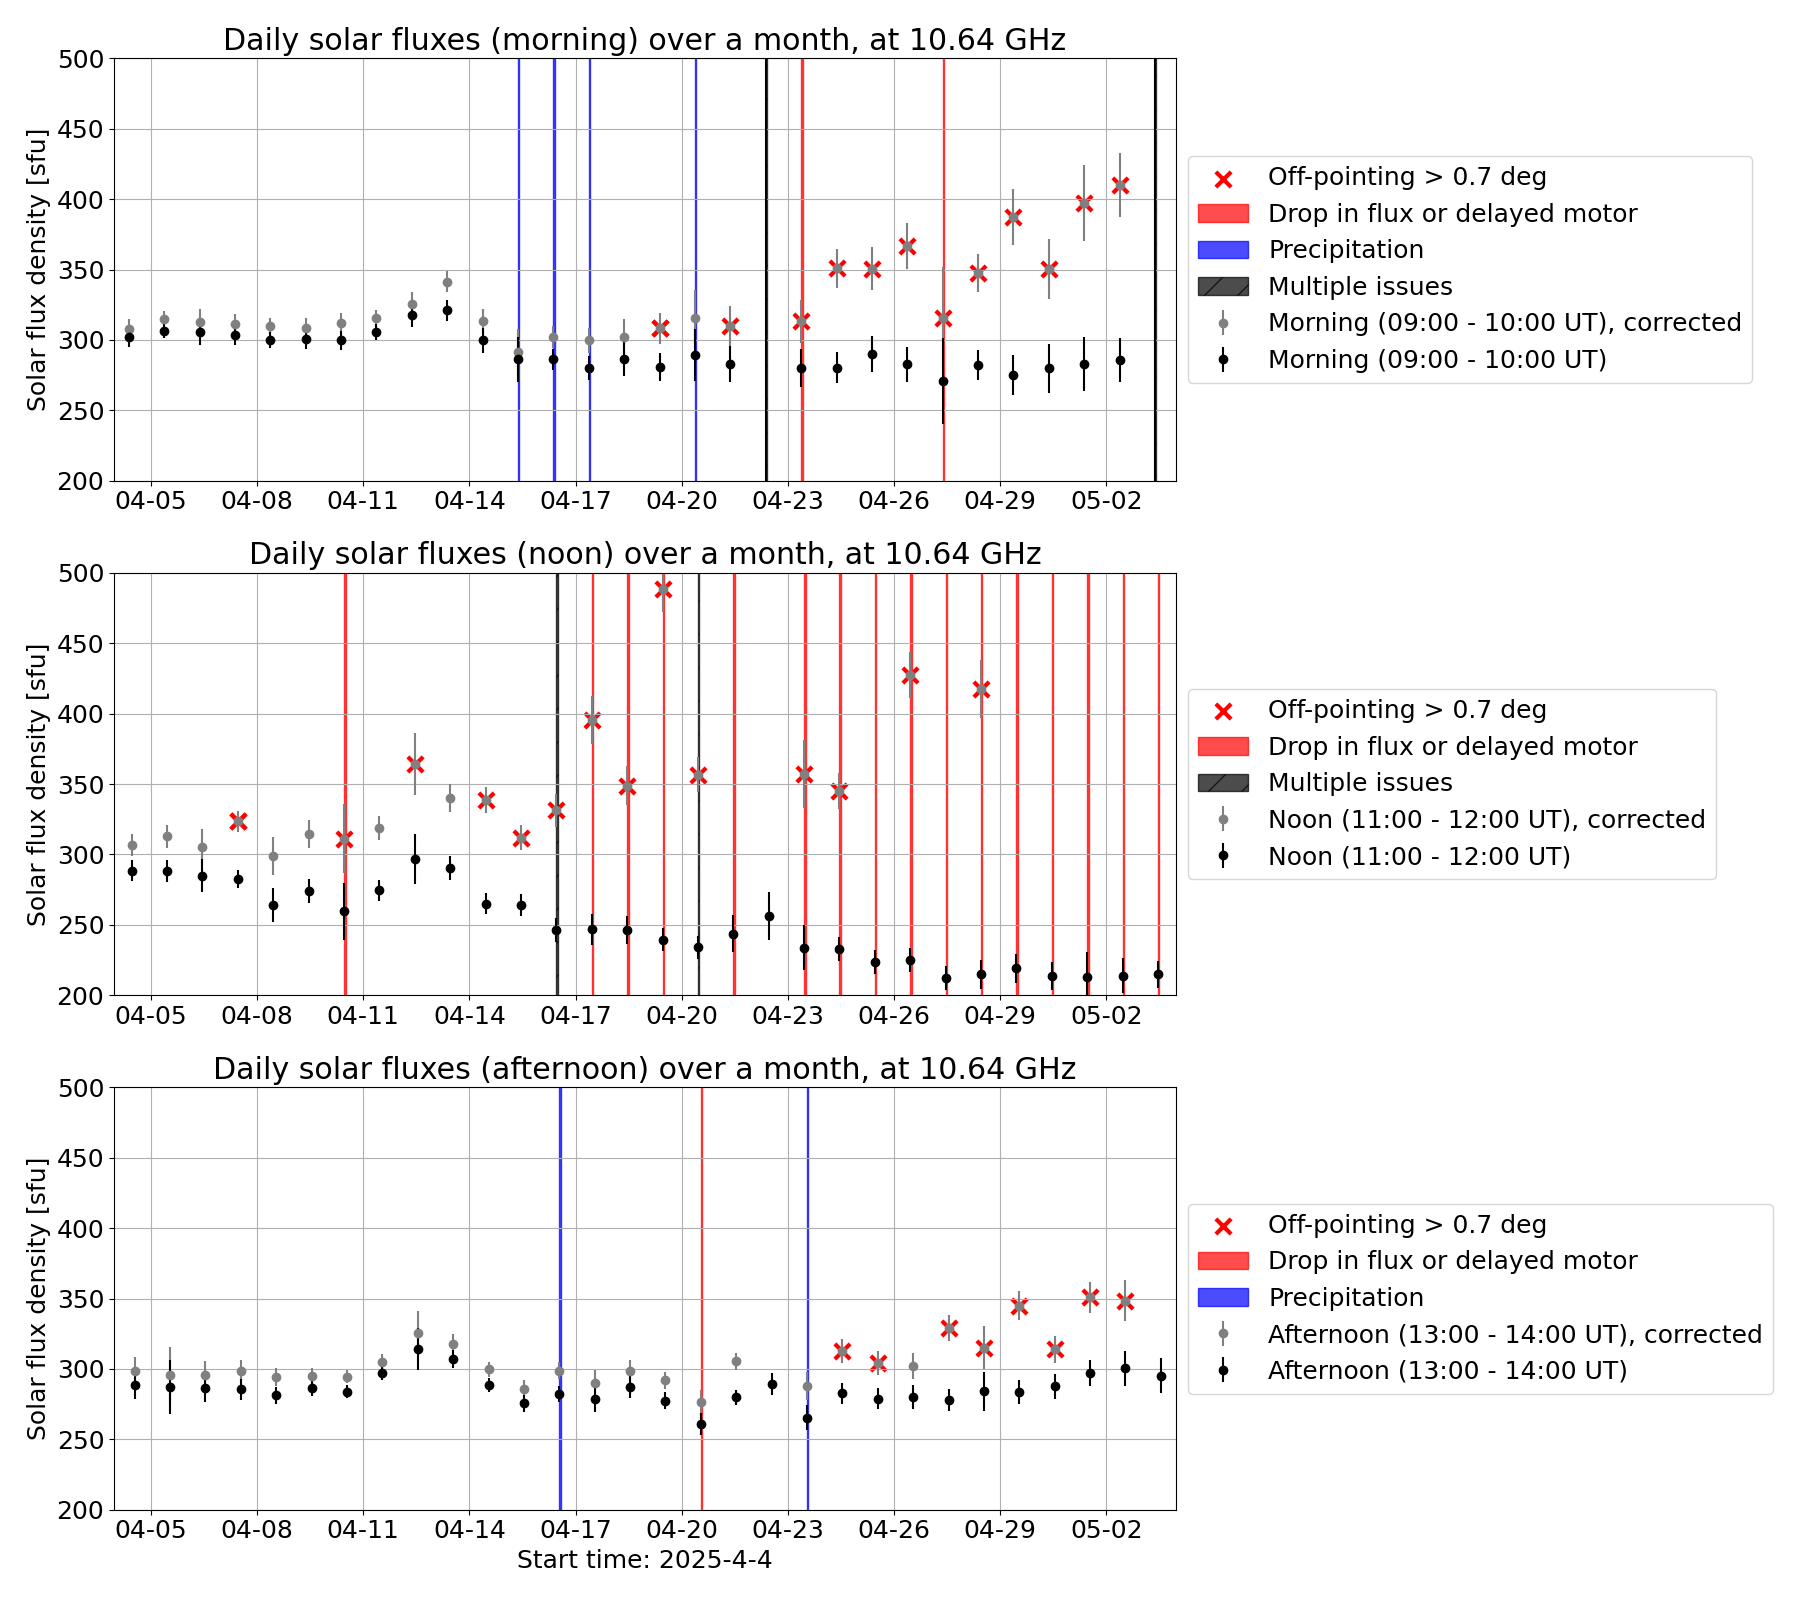 Daily solar fluxes (morning) over a month, at 10.64 GHz
Solar flux density [sfu]
500
450
400
350
300
250
200
04-05 04-08 04-11 04-14 04-17 04-20 04-23 04-26 04-29 05-02
Off-pointing > 0.7 deg
Drop in flux or delayed motor
Precipitation
Multiple issues
Morning (09:00 - 10:00 UT), corrected
Morning (09:00 - 10:00 UT)
Daily solar fluxes (noon) over a month, at 10.64 GHz
Solar flux density [sfu]
500
450
400
350
300
250
200
04-05 04-08 04-11 04-14 04-17 04-20 04-23 04-26 04-29 05-02
Off-pointing > 0.7 deg
Drop in flux or delayed motor
Multiple issues
Noon (11:00 - 12:00 UT), corrected
Noon (11:00 - 12:00 UT)
Daily solar fluxes (afternoon) over a month, at 10.64 GHz
Solar flux density [sfu]
500
450
400
350
300
250
200
04-05 04-08 04-11 04-14 04-17 04-20 04-23 04-26 04-29 05-02
Start time: 2025-4-4
Off-pointing > 0.7 deg
Drop in flux or delayed motor
Precipitation
Afternoon (13:00 - 14:00 UT), corrected
Afternoon (13:00 - 14:00 UT)